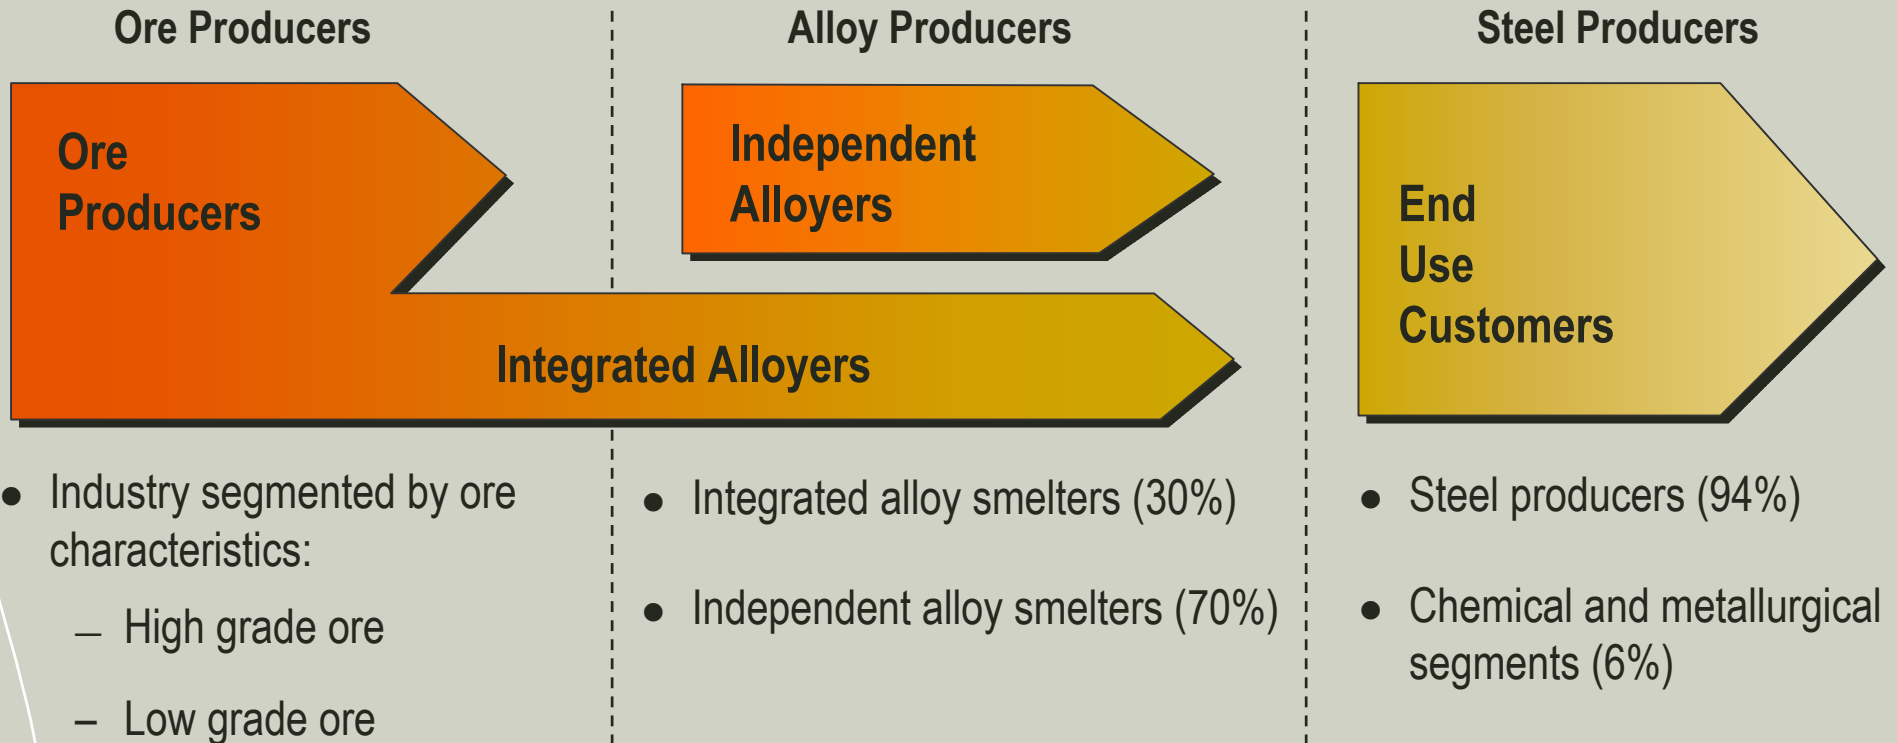 Ore Producers
Alloy Producers
Steel Producers
Ore
Producers
Independent
Alloyers
End
Use
Customers
Integrated Alloyers
● Industry segmented by ore
characteristics:
– High grade ore
– Low grade ore
● Integrated alloy smelters (30%)
● Independent alloy smelters (70%)
● Steel producers (94%)
● Chemical and metallurgical
segments (6%)